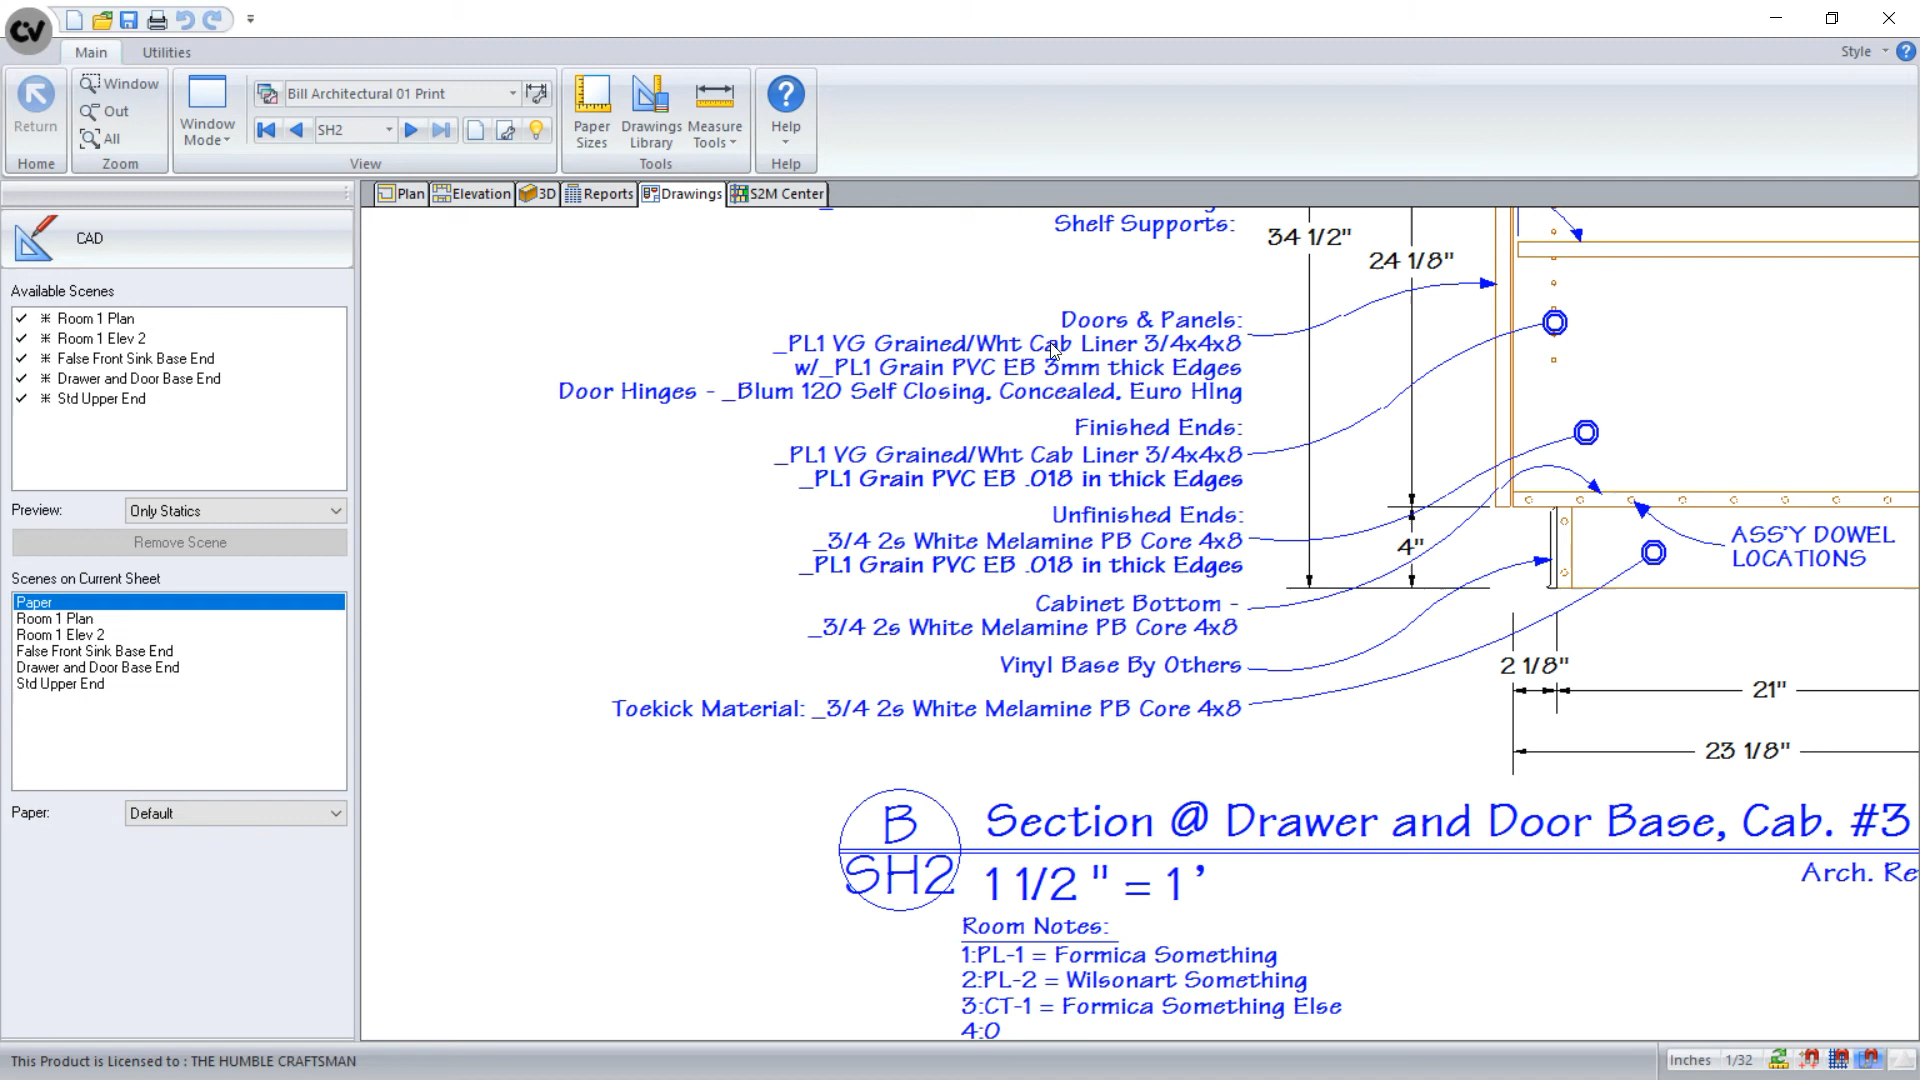 CV
Main
Utilities
Style
Return
Home
Window
Out
All
Zoom
Window
Mode
Bill Architectural 01 Print
SH2
View
Paper
Sizes
Drawings
Library
Measure
Tools
Tools
Help
Help
Plan
Elevation
3D
Reports
Drawings
S2M Center
CAD
Available Scenes
Room 1 Plan
Room 1 Elev 2
False Front Sink Base End
Drawer and Door Base End
Std Upper End
Preview:
Only Statics
Remove Scene
Scenes on Current Sheet
Paper
Room 1 Plan
Room 1 Elev 2
False Front Sink Base End
Drawer and Door Base End
Std Upper End
Paper:
Default
Shelf Supports:
34 1/2"
24 1/8"
Doors & Panels:
_PL1 VG Grained/Wht Cab Liner 3/4x4x8
w/_PL1 Grain PVC EB 3mm thick Edges
Door Hinges - _Blum 120 Self Closing, Concealed, Euro HIng
Finished Ends:
_PL1 VG Grained/Wht Cab Liner 3/4x4x8
_PL1 Grain PVC EB .018 in thick Edges
Unfinished Ends:
_3/4 2s White Melamine PB Core 4x8
_PL1 Grain PVC EB .018 in thick Edges
4"
ASS'Y DOWEL
LOCATIONS
Cabinet Bottom -
_3/4 2s White Melamine PB Core 4x8
Vinyl Base By Others
2 1/8"
21"
Toekick Material: _3/4 2s White Melamine PB Core 4x8
23 1/8"
B
SH2
Section @ Drawer and Door Base, Cab. #3
1 1/2 " = 1 '
Arch. Re
Room Notes:
1:PL-1 = Formica Something
2:PL-2 = Wilsonart Something
3:CT-1 = Formica Something Else
4:0
This Product is Licensed to : THE HUMBLE CRAFTSMAN
Inches
1/32